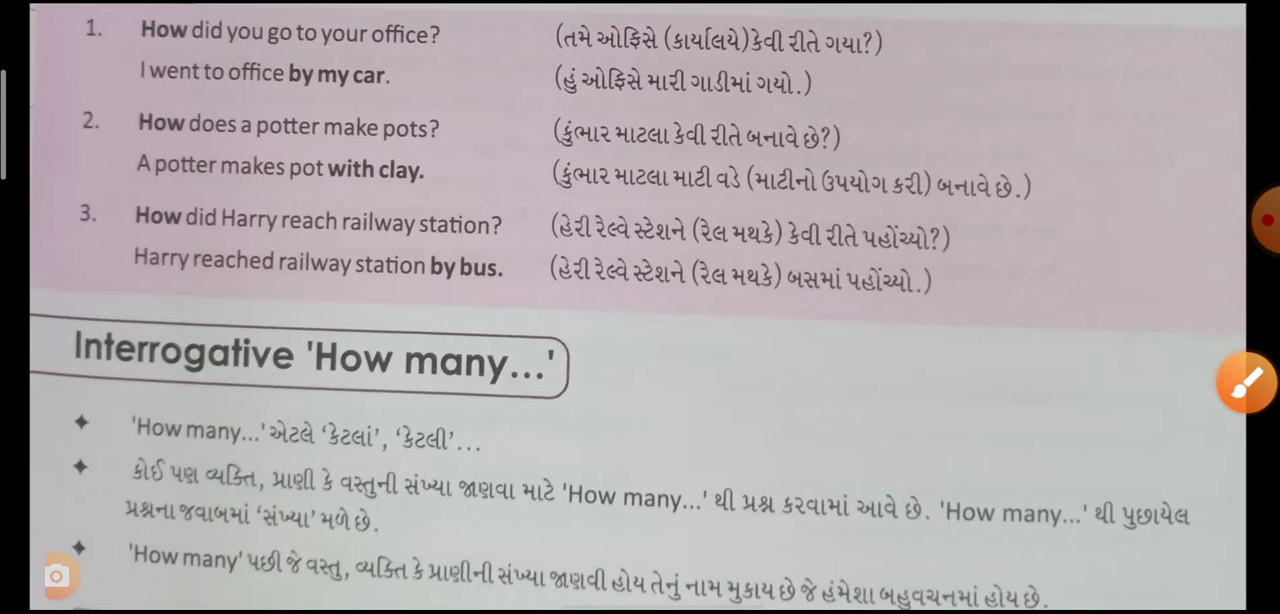 1. How did you go to your office? (તમે ઓફિસે (કાર્યાલયે)કેવી રીતે ગયા?)
I went to office by my car. (હું ઓફિસે મારી ગાડીમાં ગયો.)
2. How does a potter make pots? (કુંભાર માટલા કેવી રીતે બનાવે છે?)
A potter makes pot with clay. (કુંભાર માટલા માટી વડે (માટીનો ઉપયોગ કરી) બનાવે છે.)
3. How did Harry reach railway station? (હેરી રેલ્વે સ્ટેશને (રેલ મથકે) કેવી રીતે પહોંચ્યો?)
Harry reached railway station by bus. (હેરી રેલ્વે સ્ટેશને (રેલ મથકે) બસમાં પહોંચ્યો.)
Interrogative 'How many...'
'How many...' એટલે ‘કેટલાં’, ‘કેટલી’...
કોઈ પણ વ્યક્તિ, પ્રાણી કે વસ્તુની સંખ્યા જાણવા માટે 'How many...' થી પ્રશ્ન કરવામાં આવે છે. 'How many...' થી પુછાયેલ
પ્રશ્નના જવાબમાં ‘સંખ્યા’ મળે છે.
'How many' પછી જે વસ્તુ, વ્યક્તિ કે પ્રાણીની સંખ્યા જાણવી હોય તેનું નામ મુકાય છે જે હંમેશા બહુવચનમાં હોય છે.